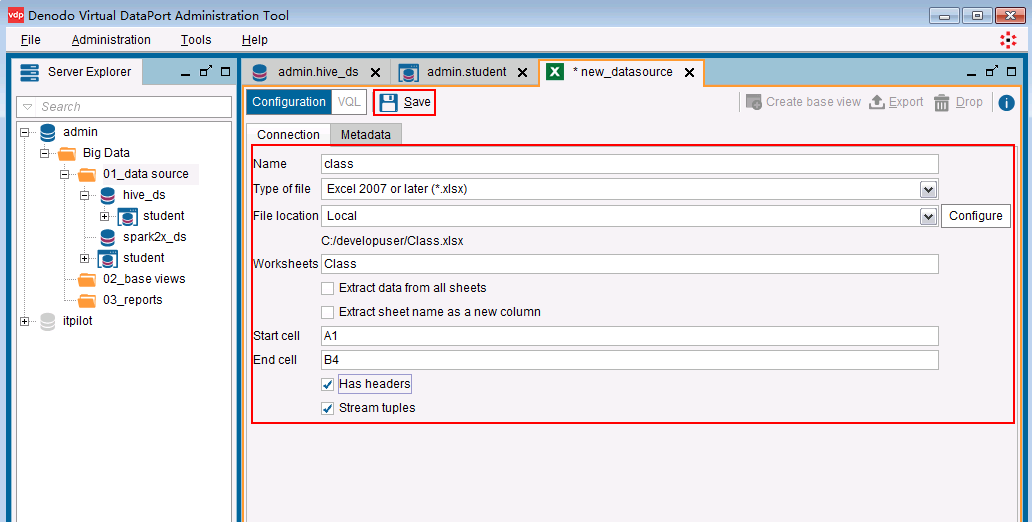 vdp Denodo Virtual DataPort Administration Tool
File Administration Tools Help
Server Explorer
Search
admin
Big Data
01_data source
hive_ds
student
spark2x_ds
student
02_base views
03_reports
itpilot
admin.hive_ds admin.student * new_datasource
Configuration VQL Save Create base view Export Drop
Connection Metadata
Name class
Type of file Excel 2007 or later (*.xlsx)
File location Local Configure
C:/developuser/Class.xlsx
Worksheets Class
Extract data from all sheets
Extract sheet name as a new column
Start cell A1
End cell B4
Has headers
Stream tuples